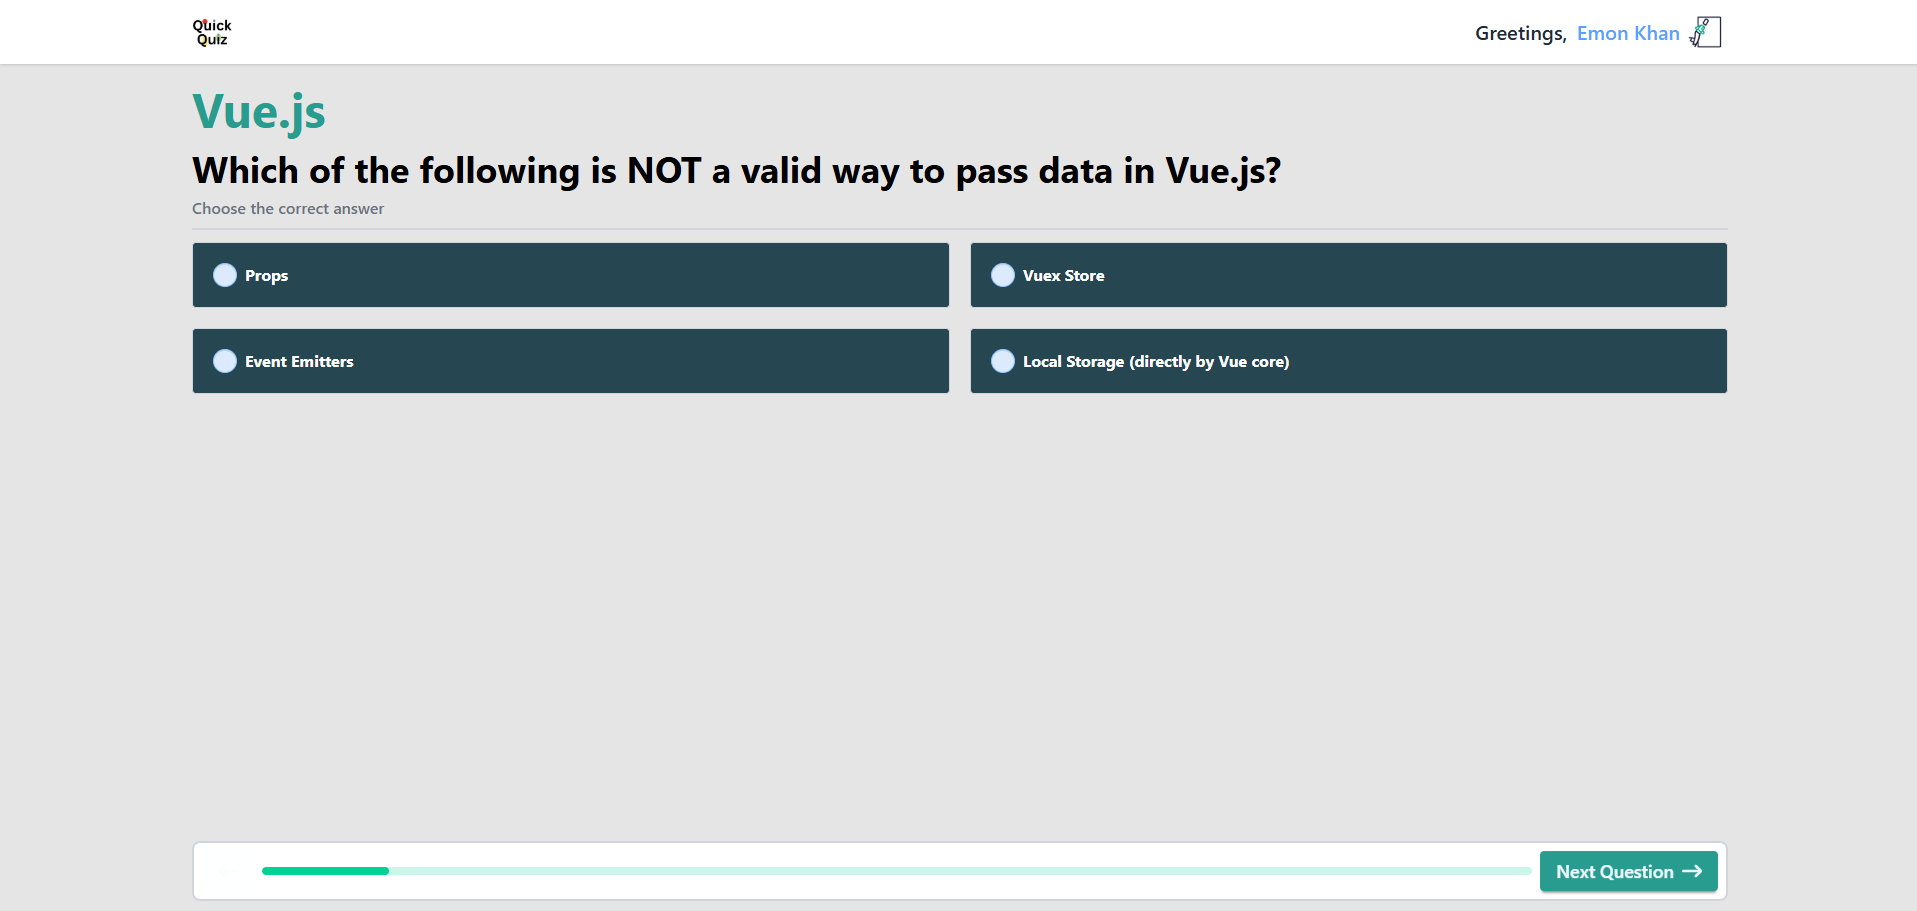 Quick
Quiz
Greetings, Emon Khan
Vue.js
Which of the following is NOT a valid way to pass data in Vue.js?
Choose the correct answer
Props
Vuex Store
Event Emitters
Local Storage (directly by Vue core)
Next Question →